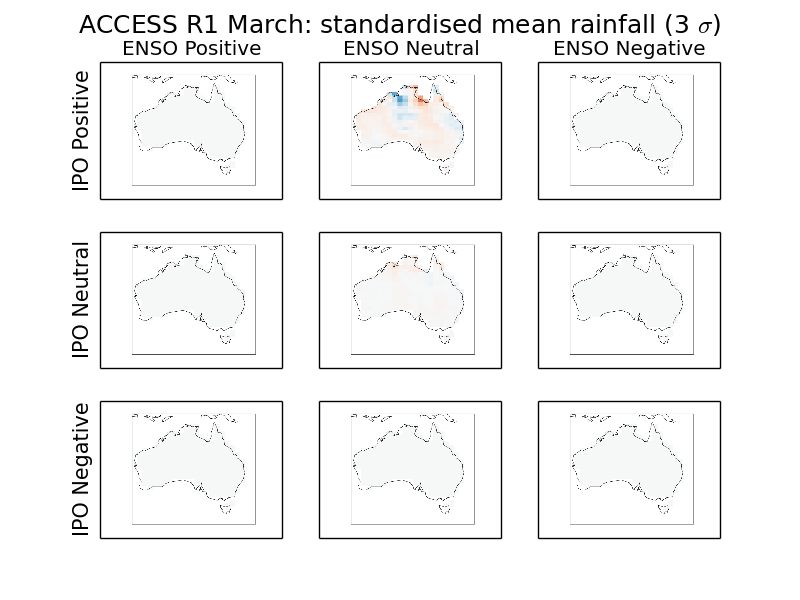 ACCESS R1 March: standardised mean rainfall (3 σ)
ENSO Positive
ENSO Neutral
ENSO Negative
IPO Positive
IPO Neutral
IPO Negative